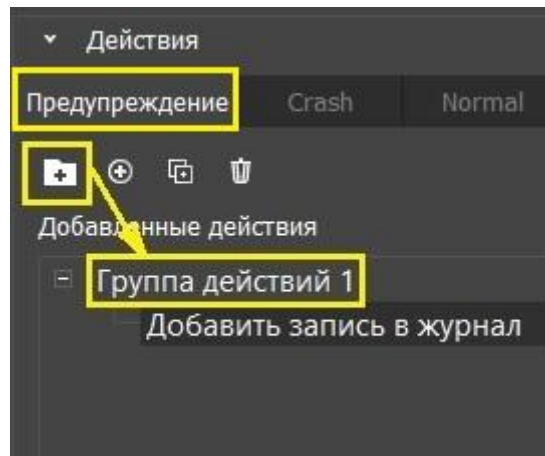 Действия
Предупреждение Crash Normal
Добавленные действия
Группа действий 1
Добавить запись в журнал